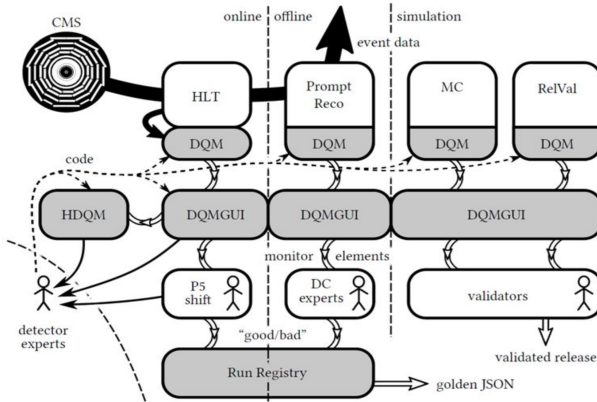 CMS
online
offline
simulation
event data
HLT
Prompt
Reco
MC
RelVal
DQM
DQM
DQM
DQM
code
HDQM
DQMGUI
DQMGUI
DQMGUI
monitor
elements
P5
shift
DC
experts
validators
detector
experts
“good/bad”
validated release
Run Registry
golden JSON